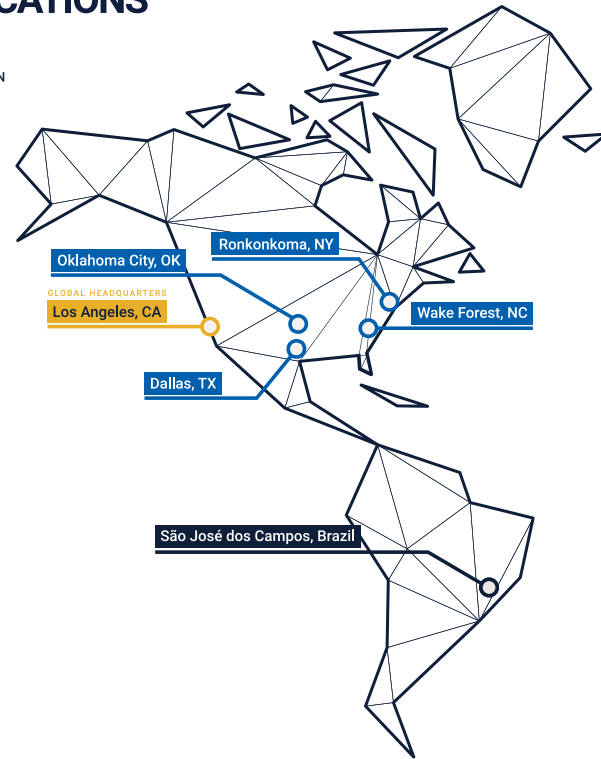 CATIONS
N
Ronkonkoma, NY
Oklahoma City, OK
GLOBAL HEADQUARTERS
Los Angeles, CA
Wake Forest, NC
Dallas, TX
São José dos Campos, Brazil